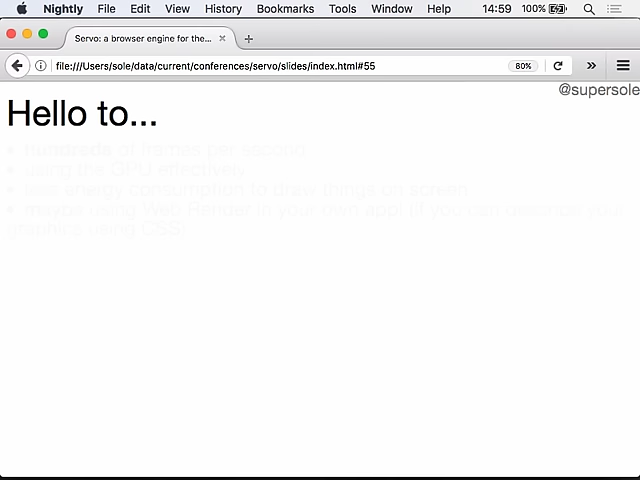 Nightly File Edit View History Bookmarks Tools Window Help 14:59 100%
Servo: a browser engine for the...
file:///Users/sole/data/current/conferences/servo/slides/index.html#55 80%
@supersole
Hello to...
• hundreds of frames per second
• using the GPU effectively
• less energy consumption to draw things on screen
• maybe using Web Render in your own app! (if you can describe your
graphics using CSS)